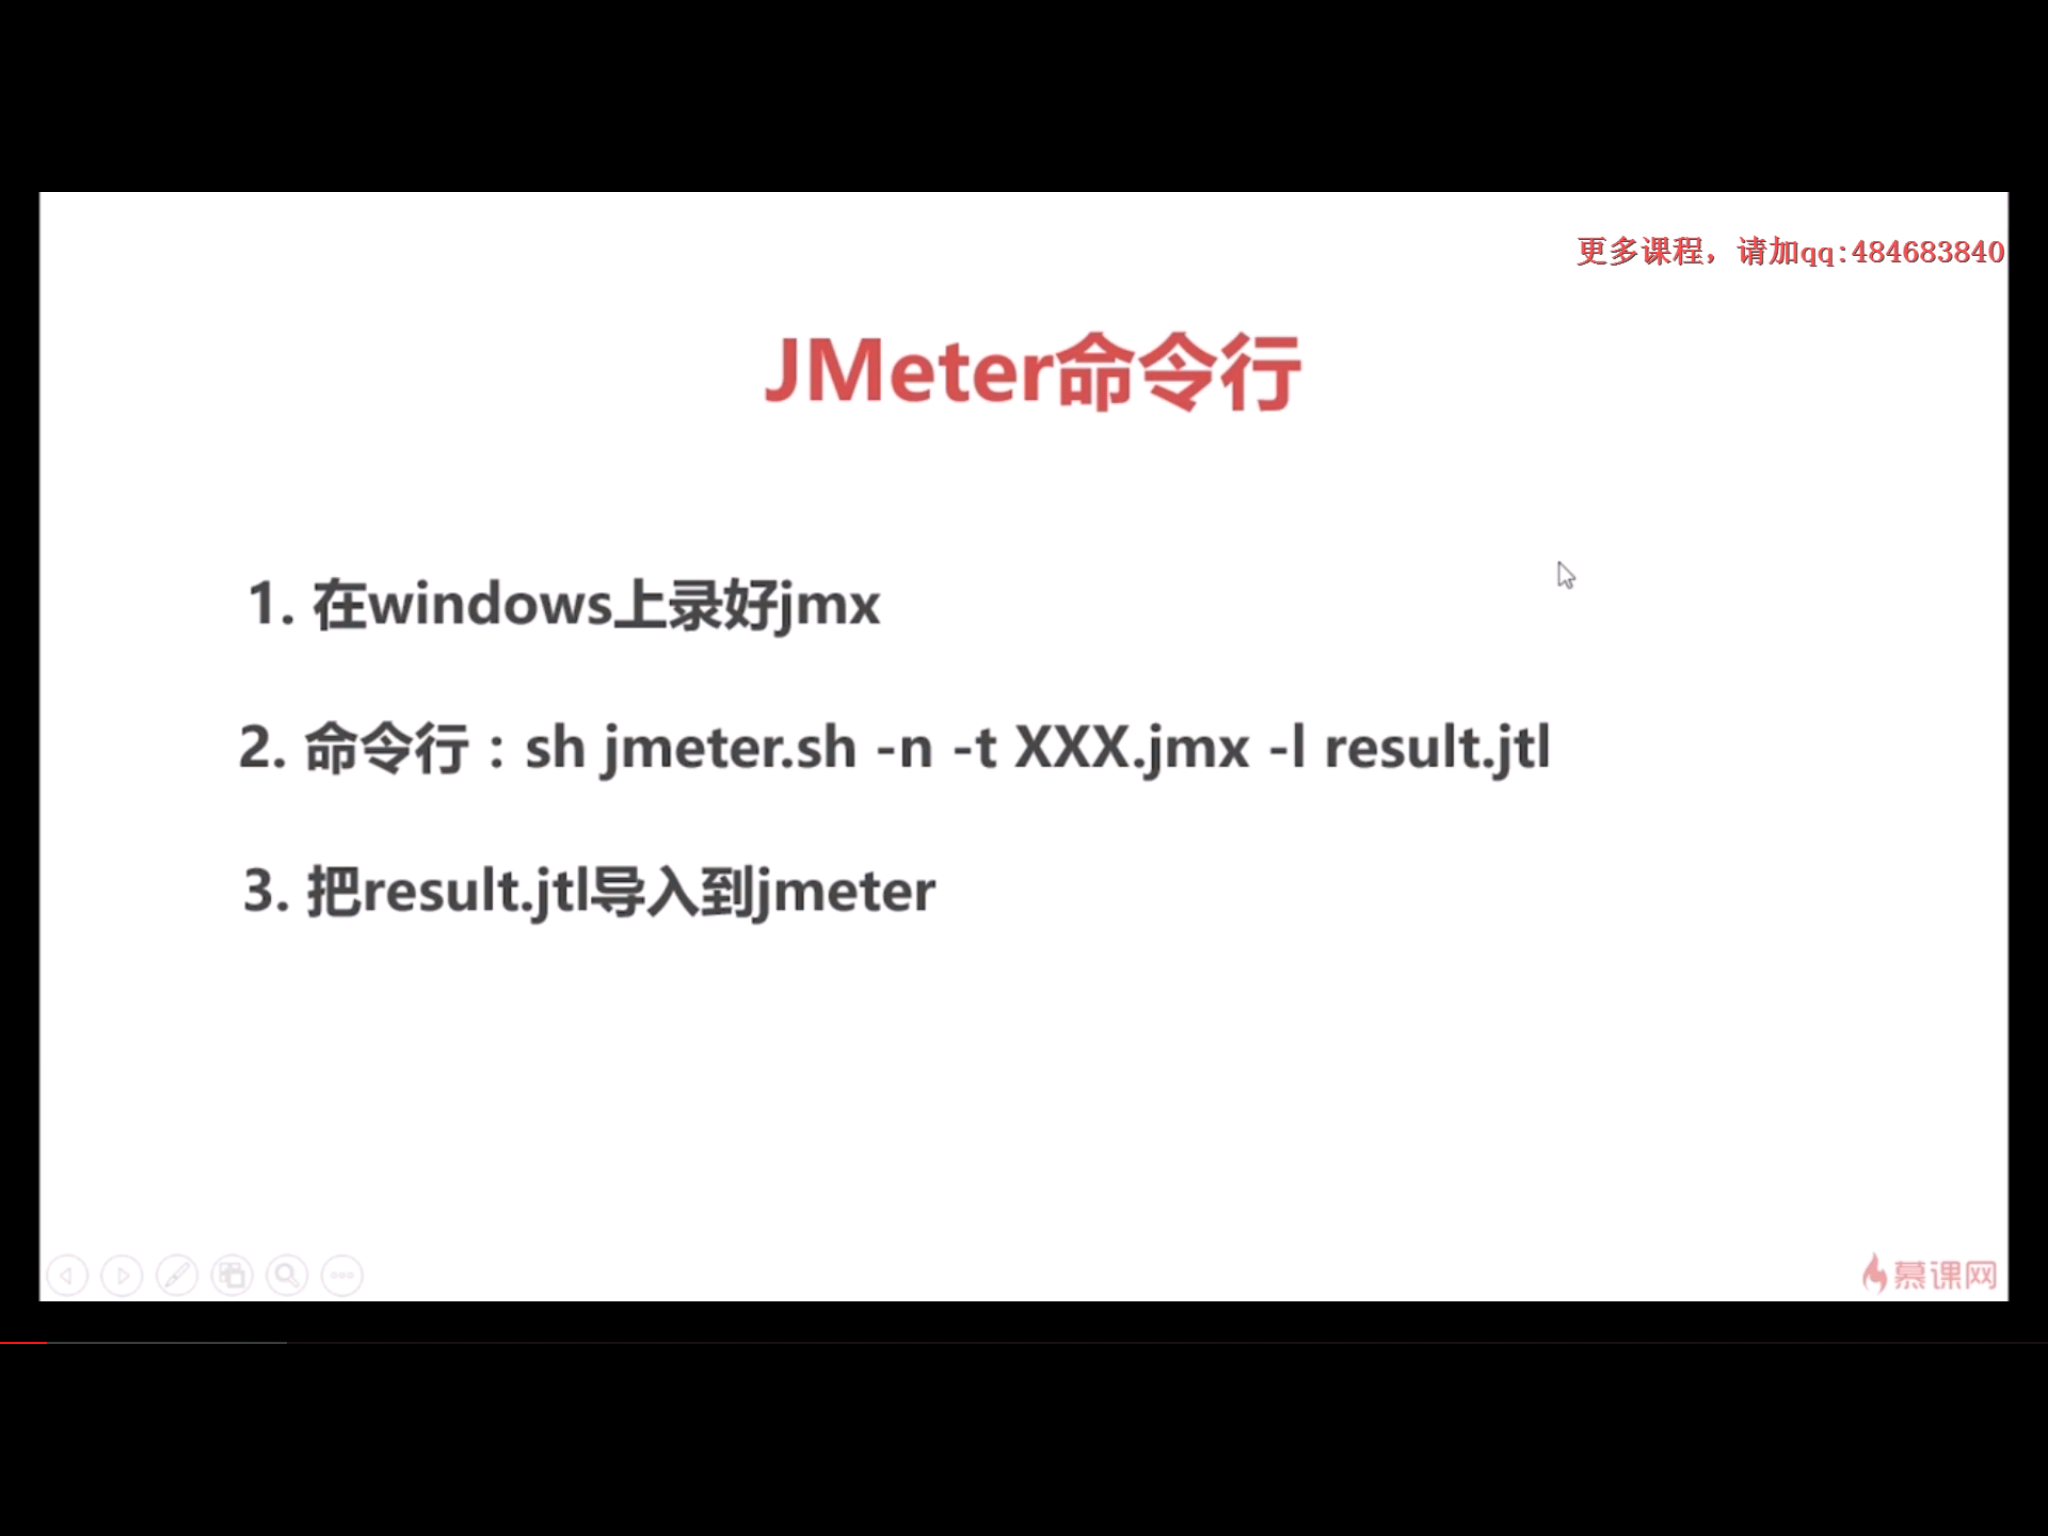 更多课程，请加qq:484683840
JMeter命令行
1. 在windows上录好jmx
2. 命令行：sh jmeter.sh -n -t XXX.jmx -l result.jtl
3. 把result.jtl导入到jmeter
慕课网